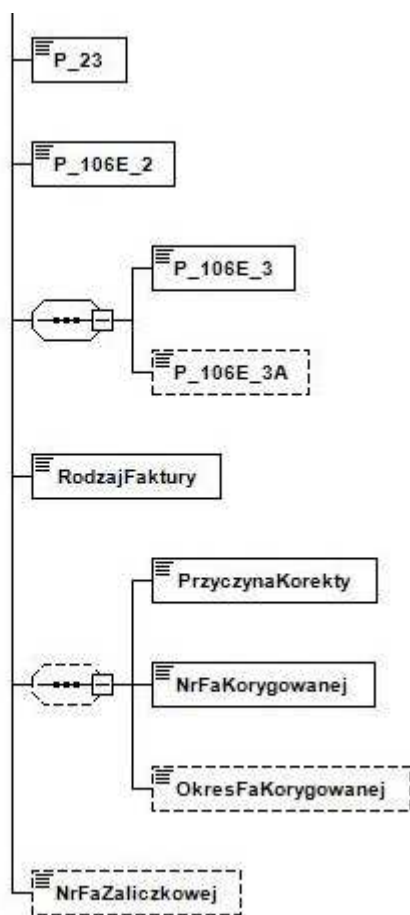 P_23
P_106E_2
P_106E_3
P_106E_3A
RodzajFaktury
PrzyczynaKorekty
NrFaKorygowanej
OkresFaKorygowanej
NrFaZaliczkowej